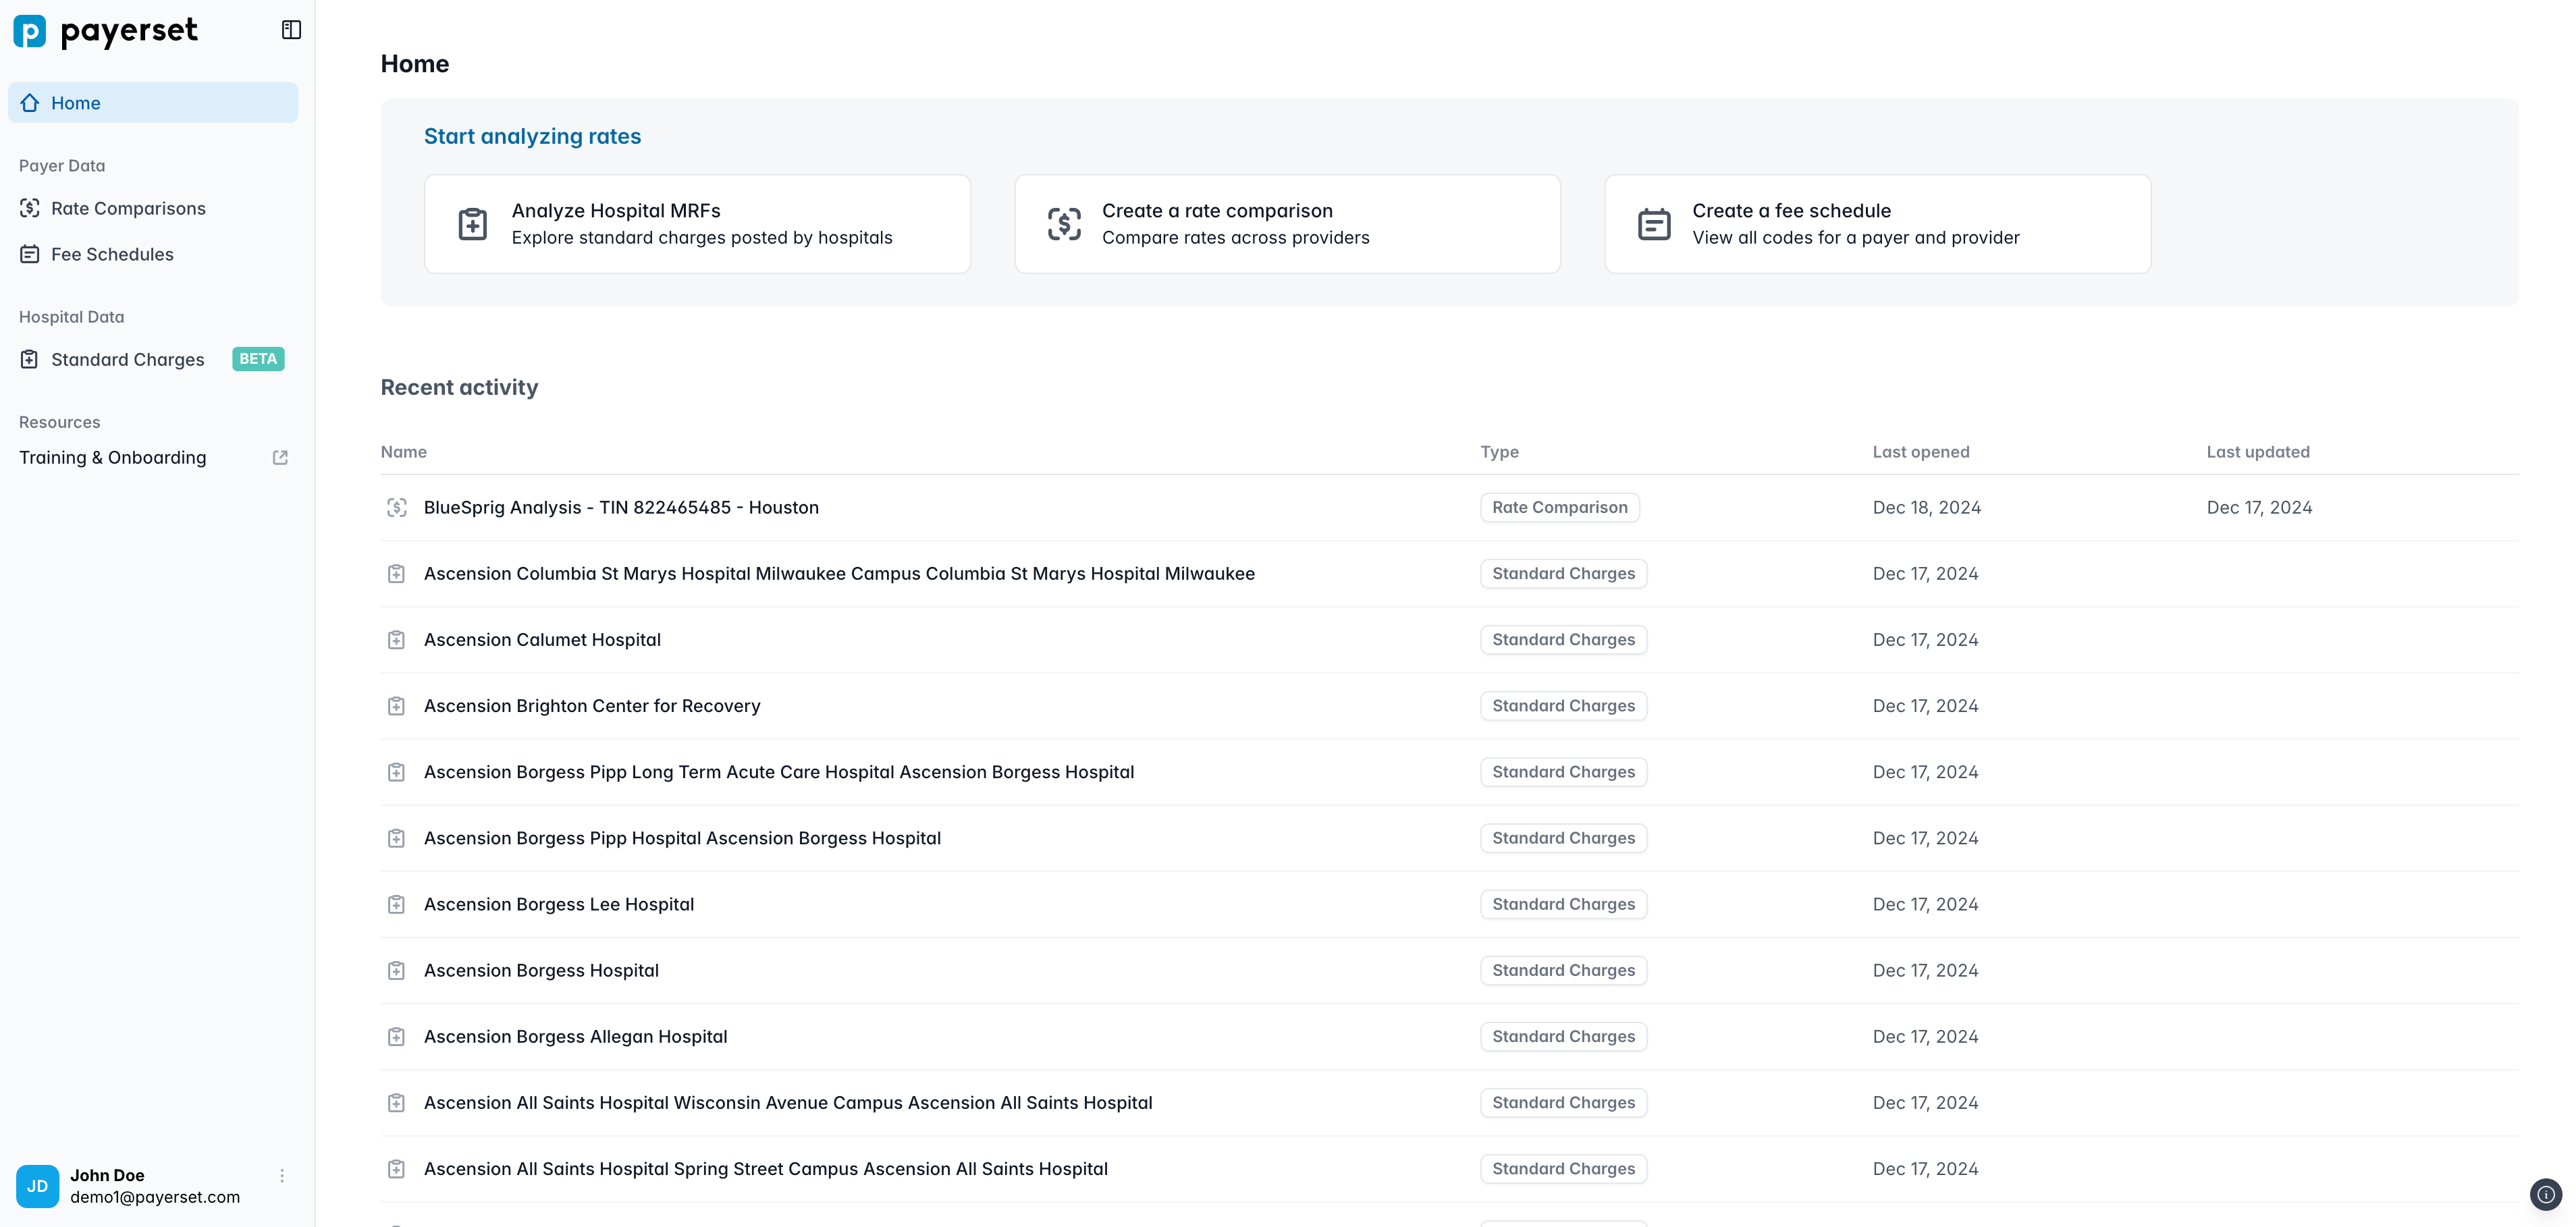 payerset
Home
Payer Data
Rate Comparisons
Fee Schedules
Hospital Data
Standard Charges BETA
Resources
Training & Onboarding
JD
John Doe
demo1@payerset.com
Home
Start analyzing rates
Analyze Hospital MRFs
Explore standard charges posted by hospitals
Create a rate comparison
Compare rates across providers
Create a fee schedule
View all codes for a payer and provider
Recent activity
Name Type Last opened Last updated
BlueSprig Analysis - TIN 822465485 - Houston Rate Comparison Dec 18, 2024 Dec 17, 2024
Ascension Columbia St Marys Hospital Milwaukee Campus Columbia St Marys Hospital Milwaukee Standard Charges Dec 17, 2024
Ascension Calumet Hospital Standard Charges Dec 17, 2024
Ascension Brighton Center for Recovery Standard Charges Dec 17, 2024
Ascension Borgess Pipp Long Term Acute Care Hospital Ascension Borgess Hospital Standard Charges Dec 17, 2024
Ascension Borgess Pipp Hospital Ascension Borgess Hospital Standard Charges Dec 17, 2024
Ascension Borgess Lee Hospital Standard Charges Dec 17, 2024
Ascension Borgess Hospital Standard Charges Dec 17, 2024
Ascension Borgess Allegan Hospital Standard Charges Dec 17, 2024
Ascension All Saints Hospital Wisconsin Avenue Campus Ascension All Saints Hospital Standard Charges Dec 17, 2024
Ascension All Saints Hospital Spring Street Campus Ascension All Saints Hospital Standard Charges Dec 17, 2024